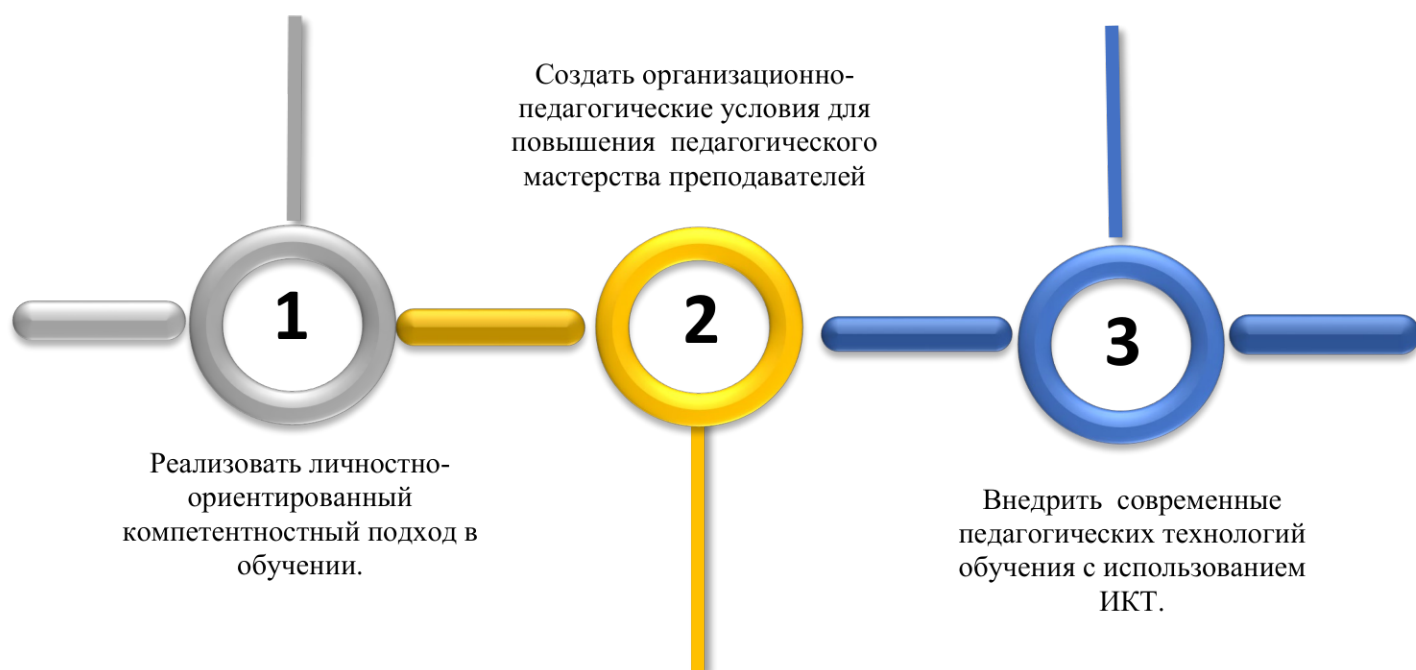 1
Реализовать личностно-
ориентированный
компетентностный подход в
обучении.
Создать организационно-
педагогические условия для
повышения  педагогического
мастерства преподавателей
2
3
Внедрить  современные
педагогических технологий
обучения с использованием
ИКТ.